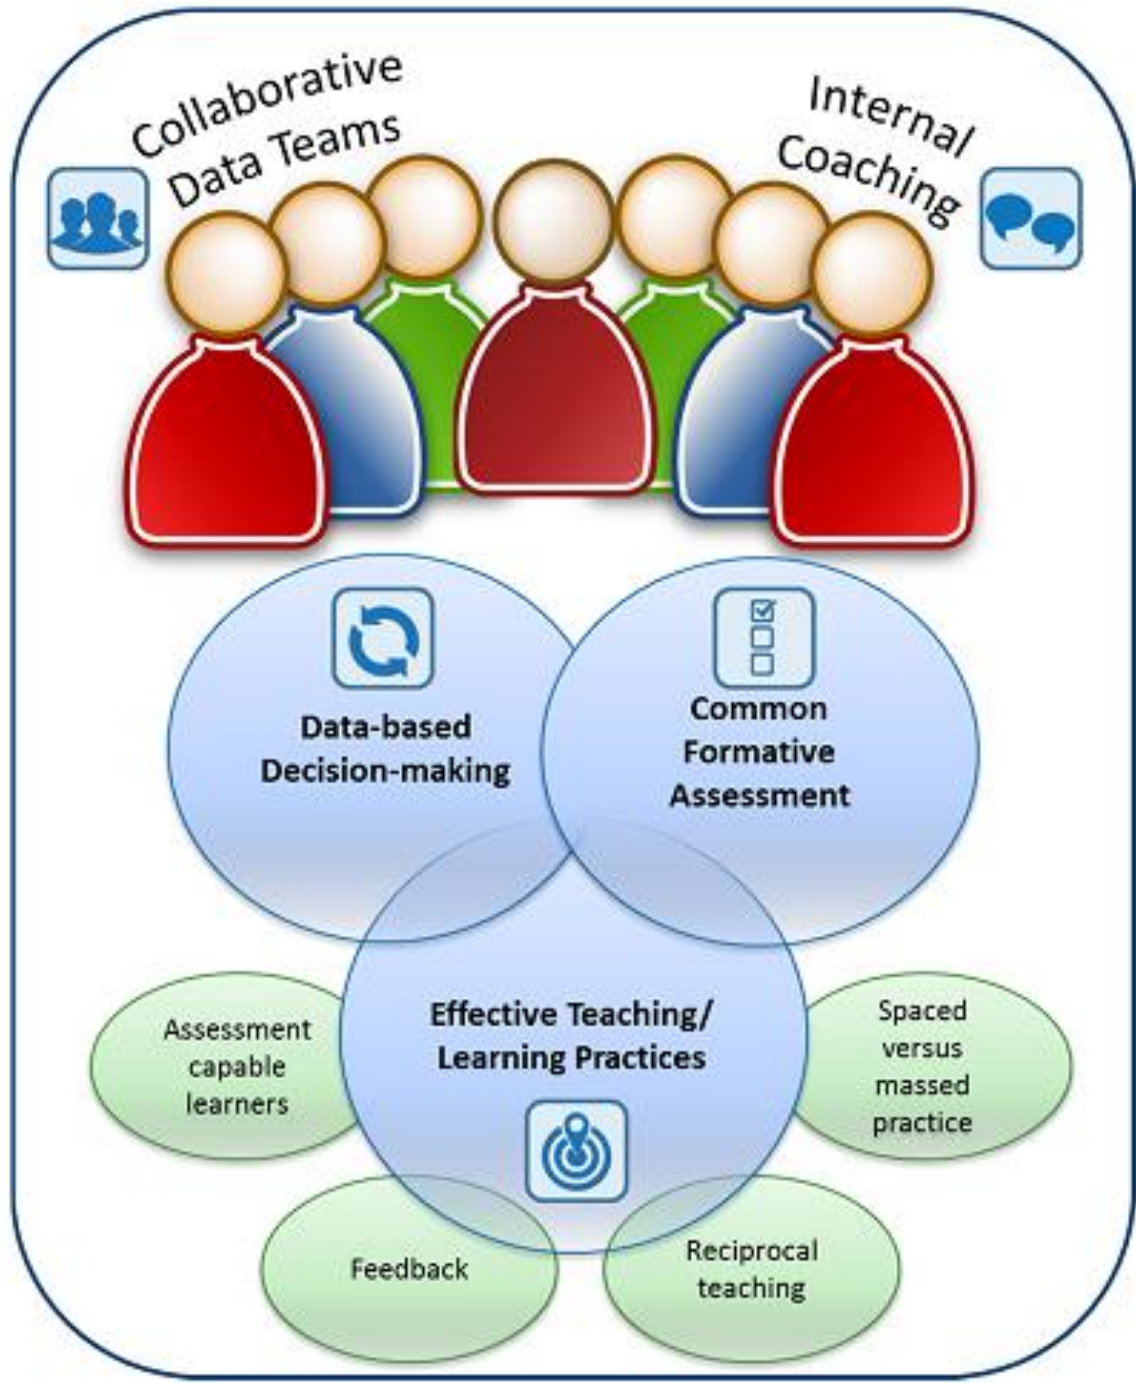 Collaborative
Data Teams
Internal
Coaching
Data-based
Decision-making
Common
Formative
Assessment
Effective Teaching/
Learning Practices
Assessment
capable
learners
Spaced
versus
massed
practice
Feedback
Reciprocal
teaching